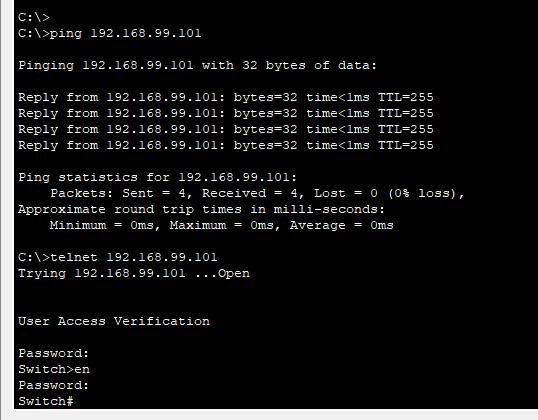 C:\>
C:\>ping 192.168.99.101
Pinging 192.168.99.101 with 32 bytes of data:
Reply from 192.168.99.101: bytes=32 time<1ms TTL=255
Reply from 192.168.99.101: bytes=32 time<1ms TTL=255
Reply from 192.168.99.101: bytes=32 time<1ms TTL=255
Reply from 192.168.99.101: bytes=32 time<1ms TTL=255
Ping statistics for 192.168.99.101:
    Packets: Sent = 4, Received = 4, Lost = 0 (0% loss),
Approximate round trip times in milli-seconds:
    Minimum = 0ms, Maximum = 0ms, Average = 0ms
C:\>telnet 192.168.99.101
Trying 192.168.99.101 ...Open
User Access Verification
Password:
Switch>en
Password:
Switch#